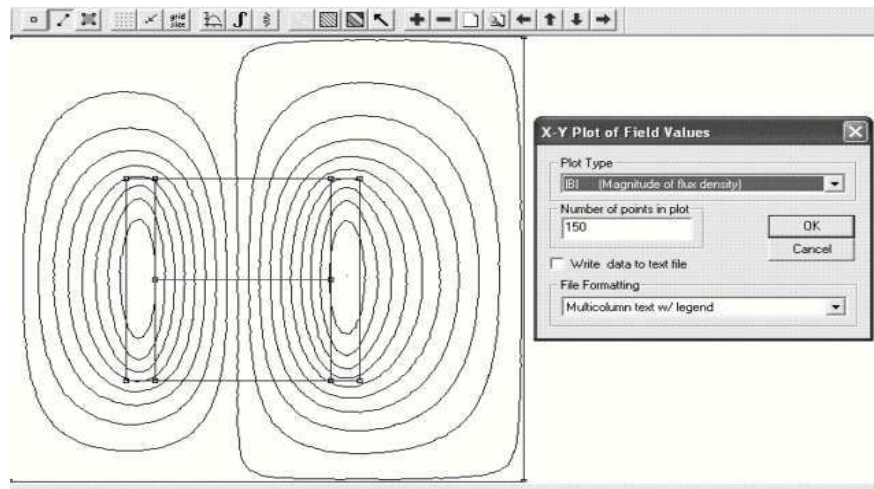 grid
size
X-Y Plot of Field Values
Plot Type
|B| (Magnitude of flux density)
Number of points in plot
150
OK
Cancel
Write data to text file
File Formatting
Multicolumn text w/ legend